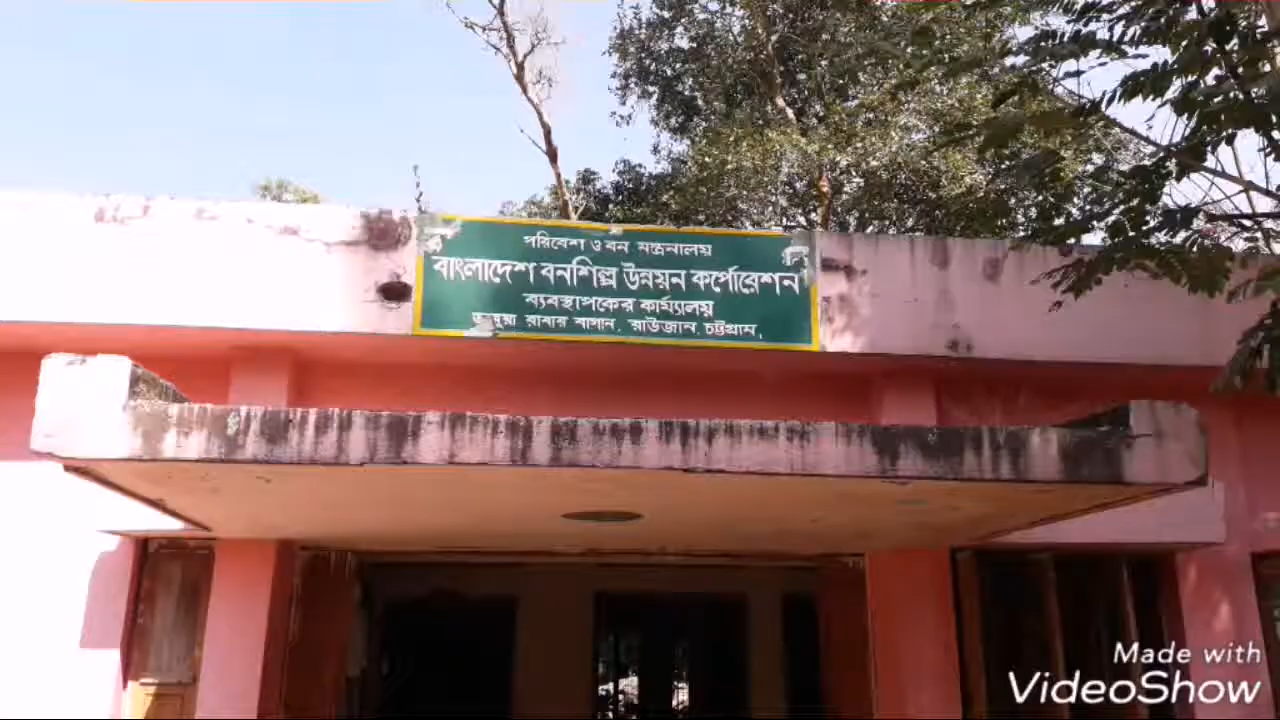 পরিবেশ ও বন মন্ত্রনালয়
বাংলাদেশ বনশিল্প উন্নয়ন কর্পোরেশন
ব্যবস্থাপকের কার্য্যালয়
রাবার বাগান, রাউজান, চট্টগ্রাম,
Made with
VideoShow